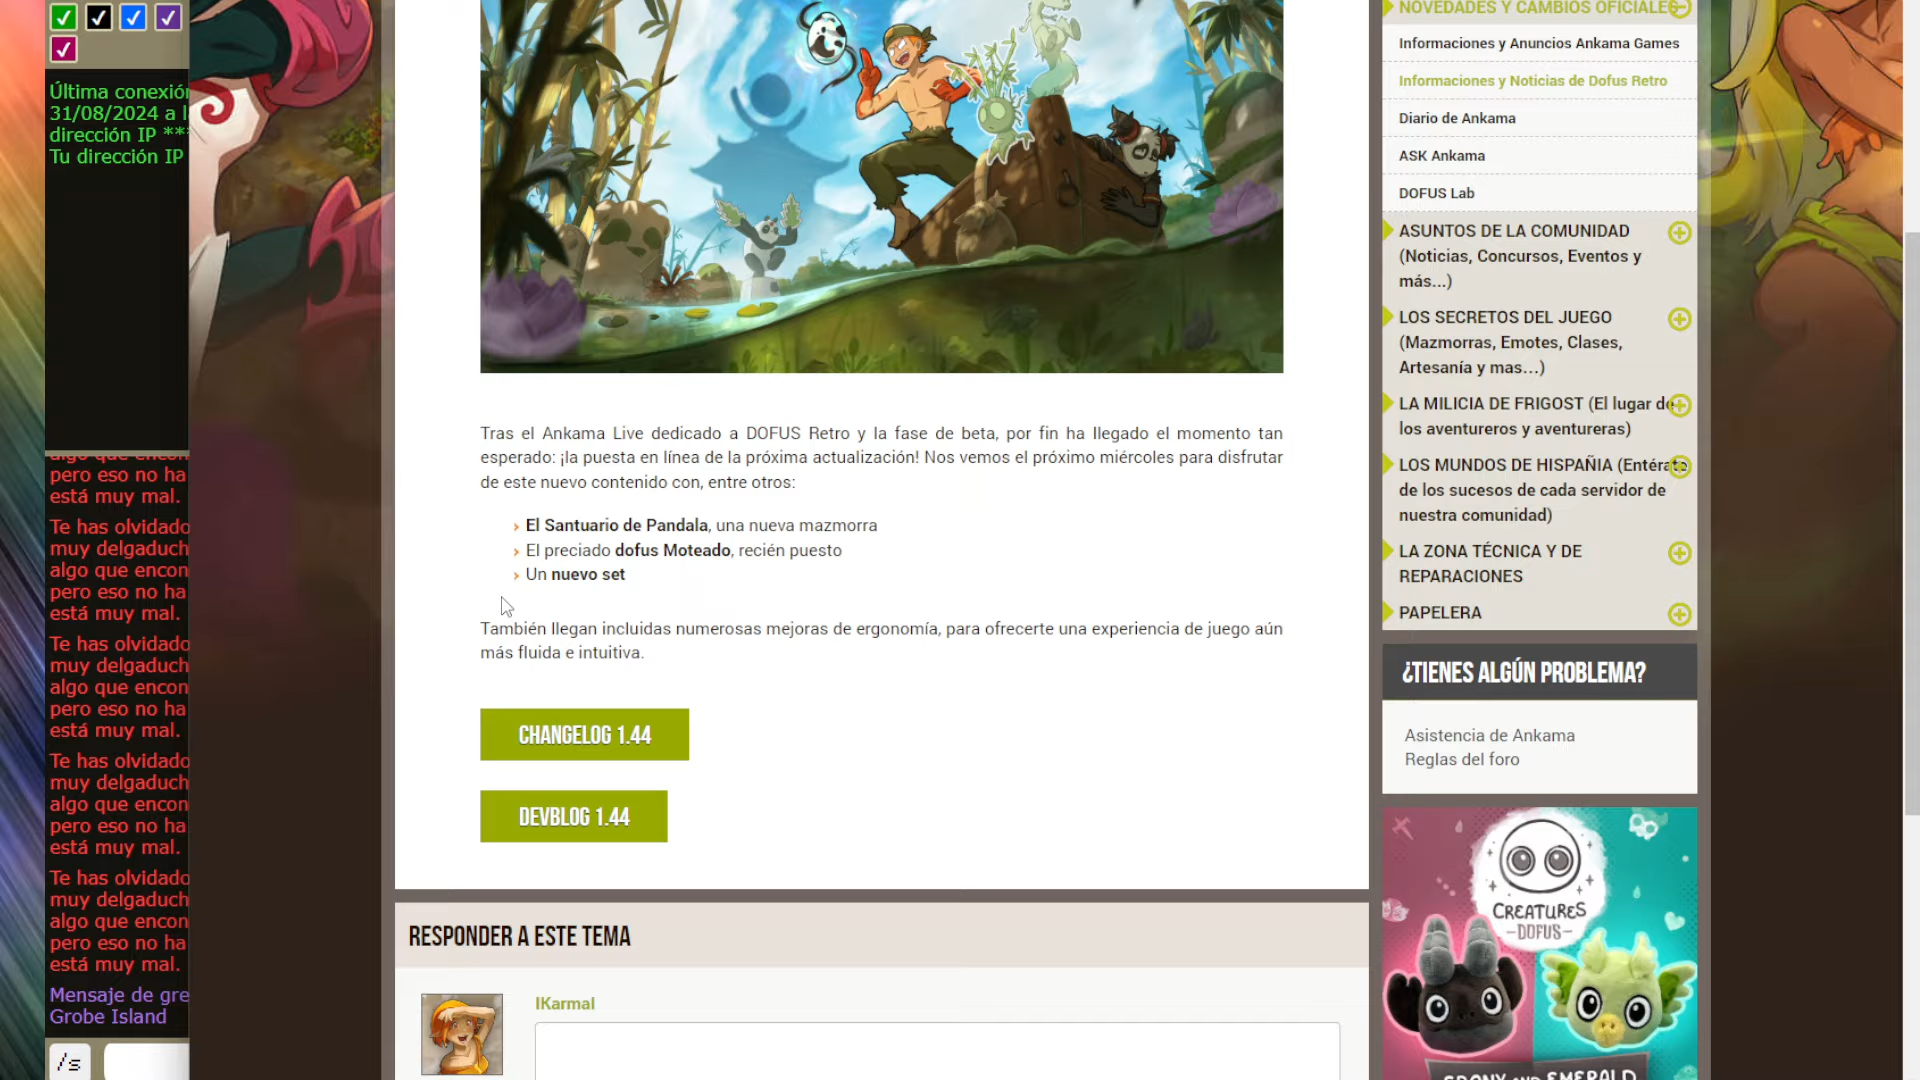 Última conexión
31/08/2024 a l
dirección IP ***
Tu dirección IP
pero eso no ha
está muy mal.
Te has olvidado
muy delgaduch
algo que encon
pero eso no ha
está muy mal.
Te has olvidado
muy delgaduch
algo que encon
pero eso no ha
está muy mal.
Te has olvidado
muy delgaduch
algo que encon
pero eso no ha
está muy mal.
Te has olvidado
muy delgaduch
algo que encon
pero eso no ha
está muy mal.
Mensaje de gre
Grobe Island
/s
Tras el Ankama Live dedicado a DOFUS Retro y la fase de beta, por fin ha llegado el momento tan
esperado: ¡la puesta en línea de la próxima actualización! Nos vemos el próximo miércoles para disfrutar
de este nuevo contenido con, entre otros:
› El Santuario de Pandala, una nueva mazmorra
› El preciado dofus Moteado, recién puesto
› Un nuevo set
También llegan incluidas numerosas mejoras de ergonomía, para ofrecerte una experiencia de juego aún
más fluida e intuitiva.
CHANGELOG 1.44
DEVBLOG 1.44
RESPONDER A ESTE TEMA
IKarmal
NOVEDADES Y CAMBIOS OFICIALES
Informaciones y Anuncios Ankama Games
Informaciones y Noticias de Dofus Retro
Diario de Ankama
ASK Ankama
DOFUS Lab
ASUNTOS DE LA COMUNIDAD
(Noticias, Concursos, Eventos y
más...)
LOS SECRETOS DEL JUEGO
(Mazmorras, Emotes, Clases,
Artesanía y mas...)
LA MILICIA DE FRIGOST (El lugar de
los aventureros y aventureras)
LOS MUNDOS DE HISPAÑIA (Entérate
de los sucesos de cada servidor de
nuestra comunidad)
LA ZONA TÉCNICA Y DE
REPARACIONES
PAPELERA
¿TIENES ALGÚN PROBLEMA?
Asistencia de Ankama
Reglas del foro
CREATURES
-DOFUS-
EBONY AND EMERALD